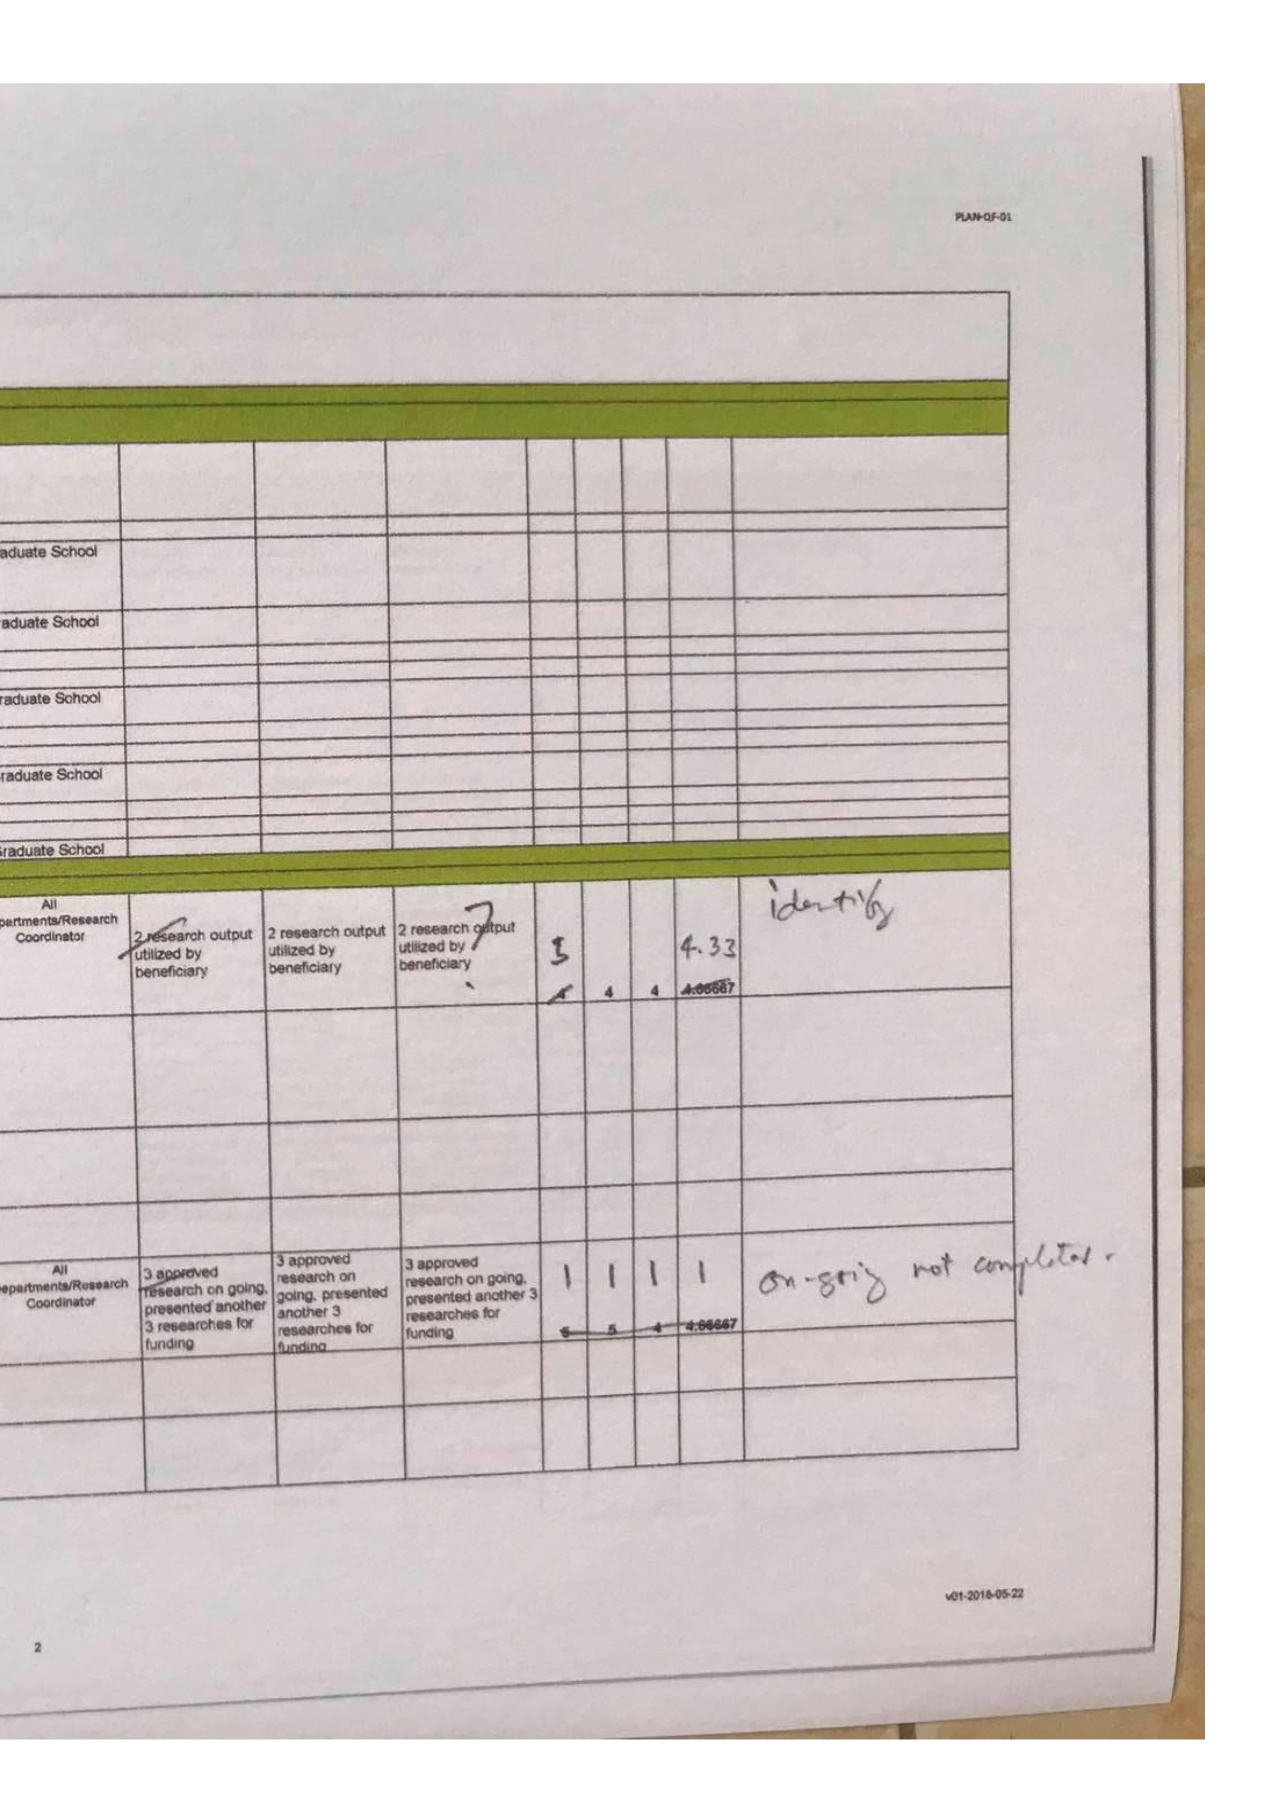 PLAN-QF-01
aduate School
aduate School
raduate School
raduate School
Graduate School
All
partments/Research
Coordinator
2 research output
utilized by
beneficiary
2 research output
utilized by
beneficiary
2 research output
utilized by
beneficiary
?
4 4 4.33
4.66667
identify
All
epartments/Research
Coordinator
3 approved
research on going,
presented another
3 researches for
funding
3 approved
research on
going, presented
another 3
researches for
funding
3 approved
research on going,
presented another 3
researches for
funding
1 1 1 1
5 5 4 4.66667
on-going not completed.
v01-2018-05-22
2